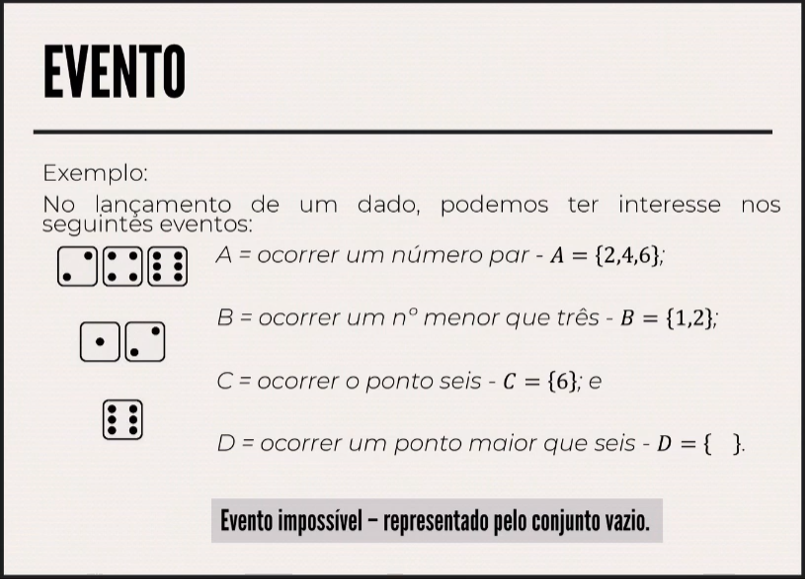 EVENTO
Exemplo:
No lançamento de um dado, podemos ter interesse nos
seguintes eventos:
A = ocorrer um número par - A = {2,4,6};
B = ocorrer um nº menor que três - B = {1,2};
C = ocorrer o ponto seis - C = {6}; e
D = ocorrer um ponto maior que seis - D = { }.
Evento impossível – representado pelo conjunto vazio.